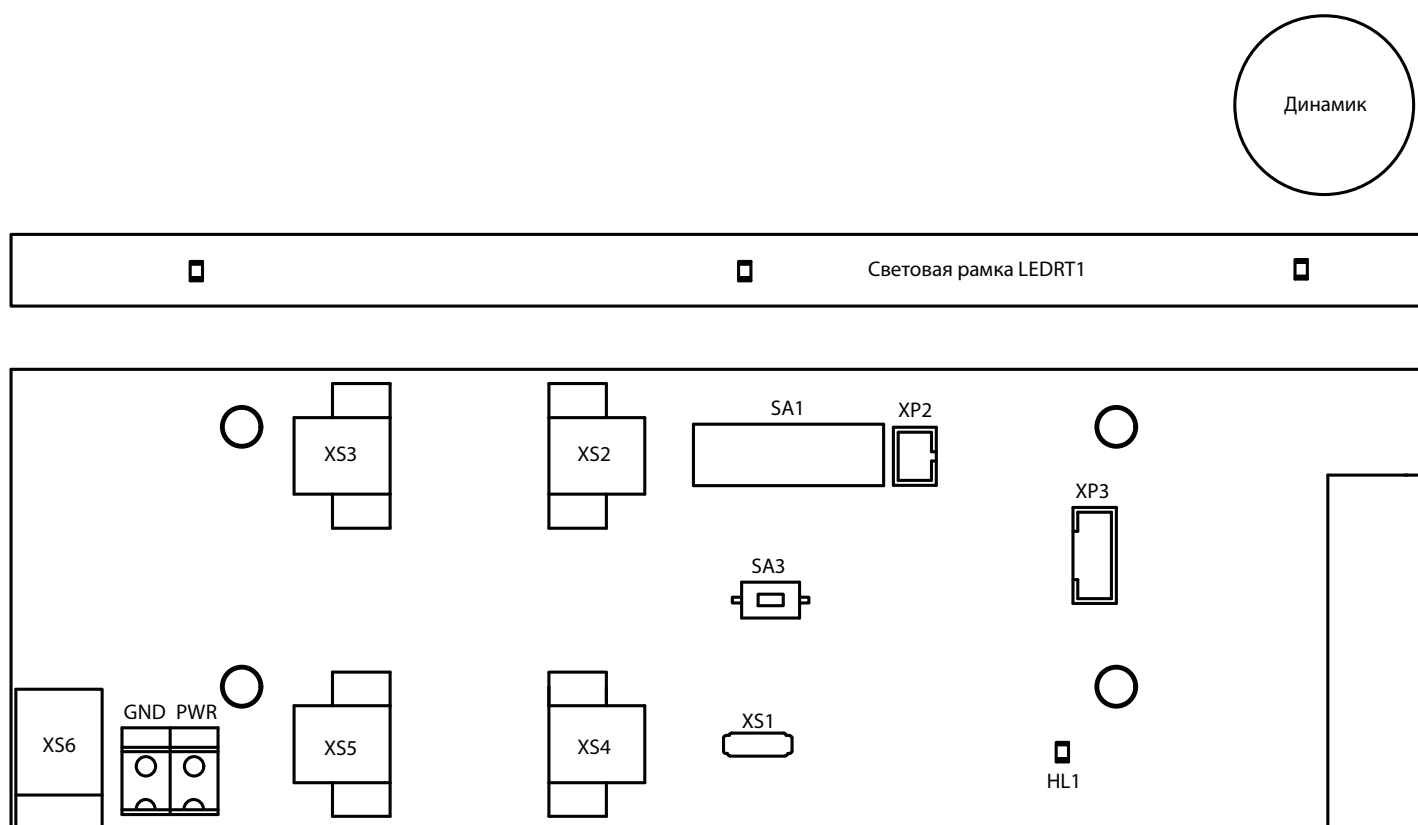 Динамик
Световая рамка LEDRT1
SA1
XP2
XS3
XS2
XP3
SA3
GND PWR
XS1
XS6
XS5
XS4
HL1